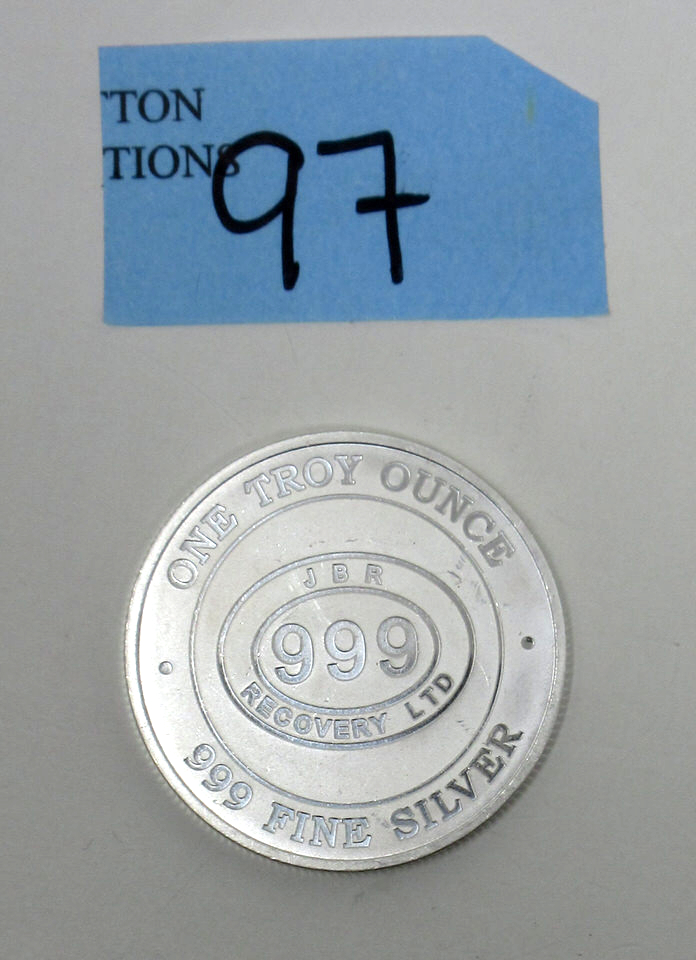 TTON
TIONS
97
ONE TROY OUNCE
JBR
999
RECOVERY LTD
999 FINE SILVER